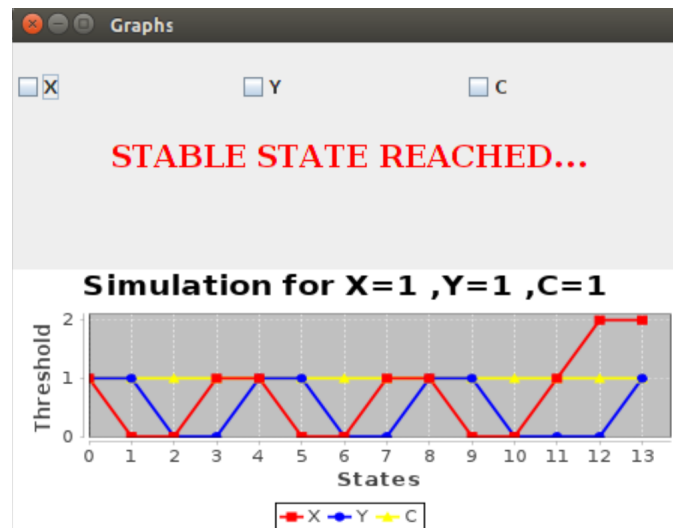 Graphs
X Y C
STABLE STATE REACHED...
Simulation for X=1 ,Y=1 ,C=1
2
1
0
Threshold
0 1 2 3 4 5 6 7 8 9 10 11 12 13
States
X Y C